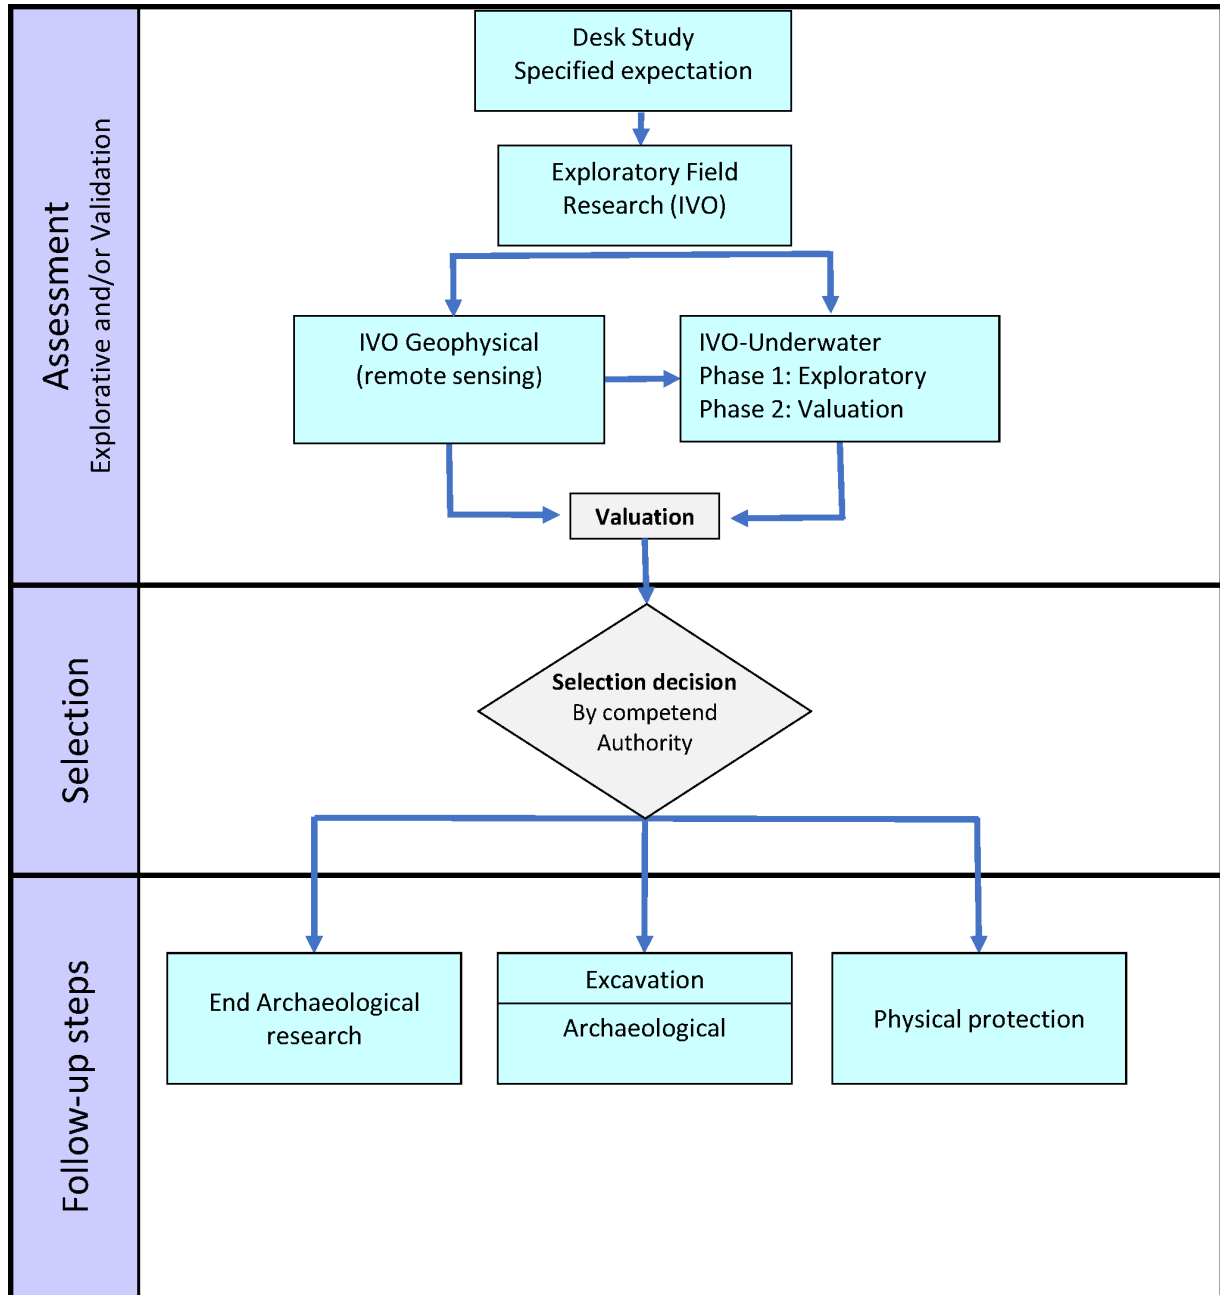 Assessment
Explorative and/or Validation
Desk Study
Specified expectation
Exploratory Field
Research (IVO)
IVO Geophysical
(remote sensing)
IVO-Underwater
Phase 1: Exploratory
Phase 2: Valuation
Valuation
Selection
Selection decision
By competend
Authority
Follow-up steps
End Archaeological
research
Excavation
Archaeological
Physical protection